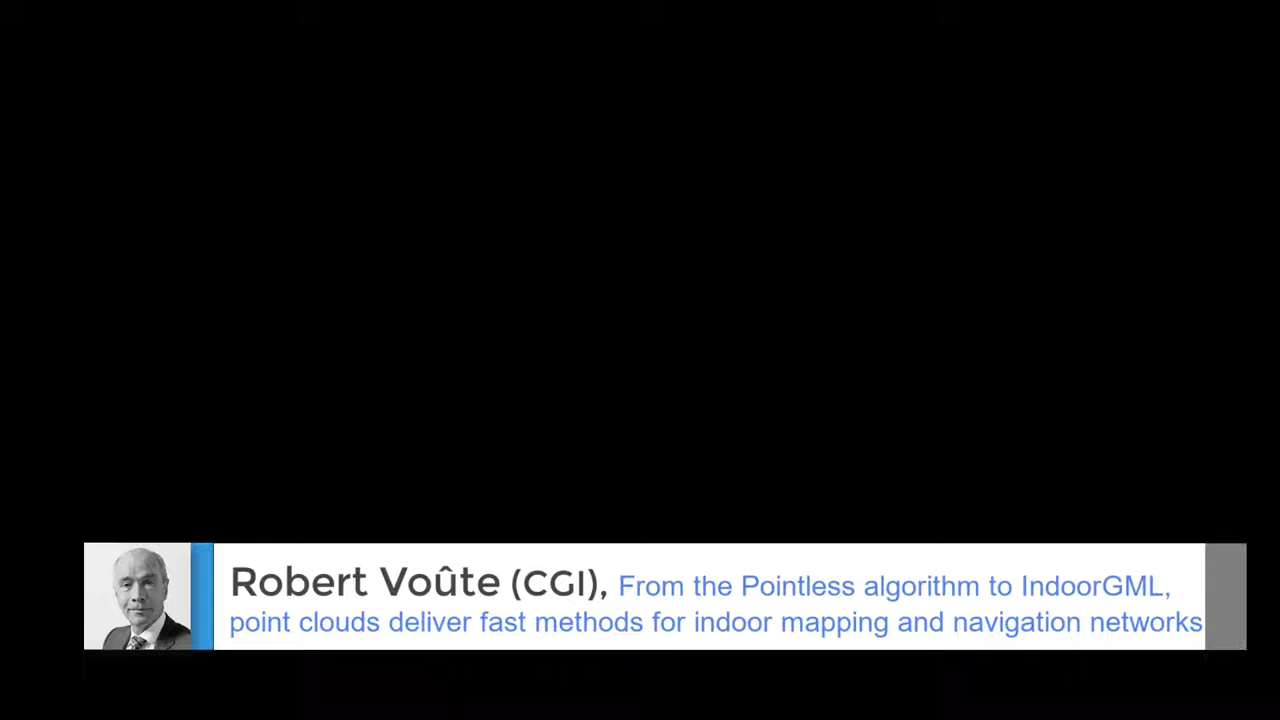 Robert Voûte (CGI), From the Pointless algorithm to IndoorGML,
point clouds deliver fast methods for indoor mapping and navigation networks